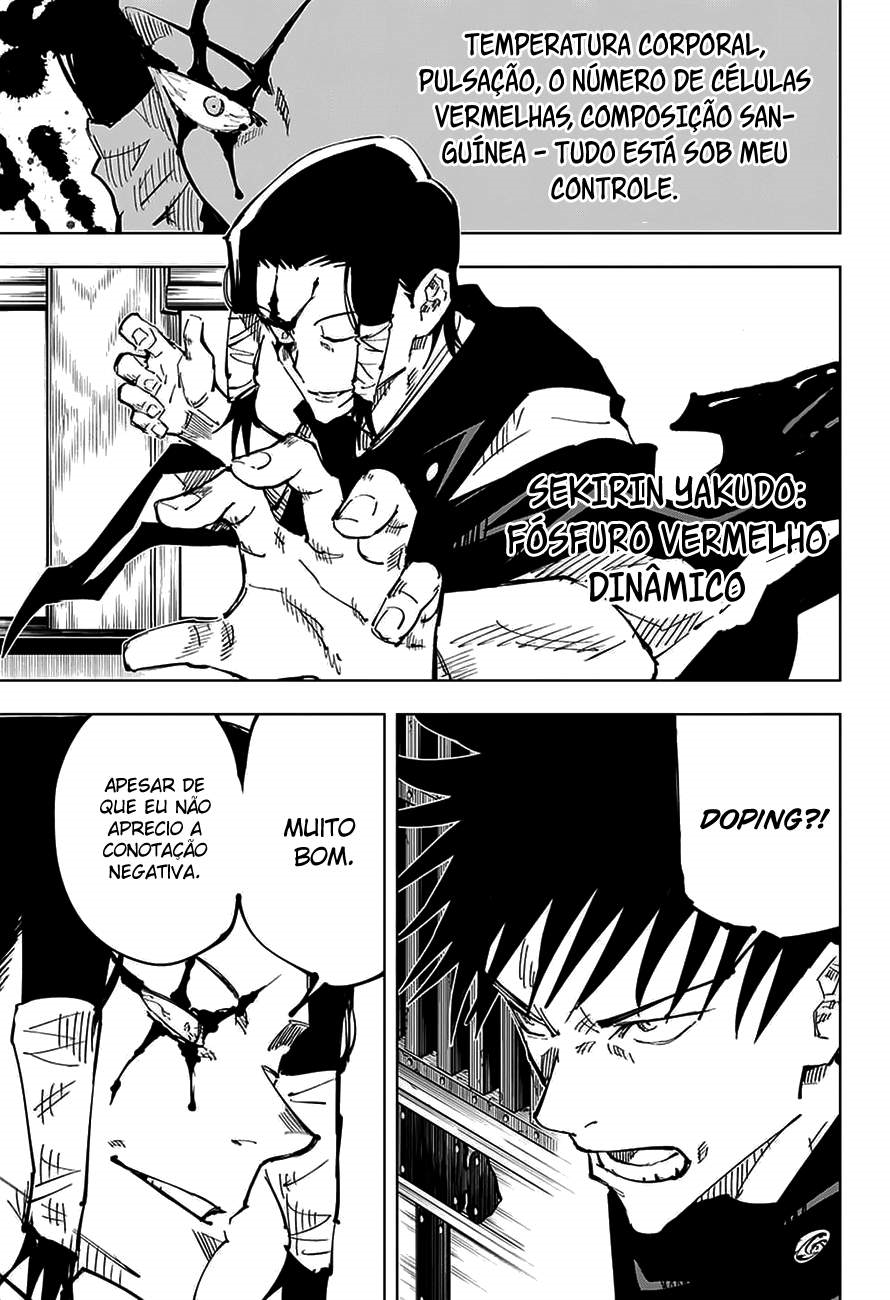 TEMPERATURA CORPORAL,
PULSAÇÃO, O NÚMERO DE CÉLULAS
VERMELHAS, COMPOSIÇÃO SAN-
GUÍNEA - TUDO ESTÁ SOB MEU
CONTROLE.
SEKIRIN YAKUDO:
FÓSFURO VERMELHO
DINÂMICO
DOPING?!
MUITO
BOM.
APESAR DE
QUE EU NÃO
APRECIO A
CONOTAÇÃO
NEGATIVA.